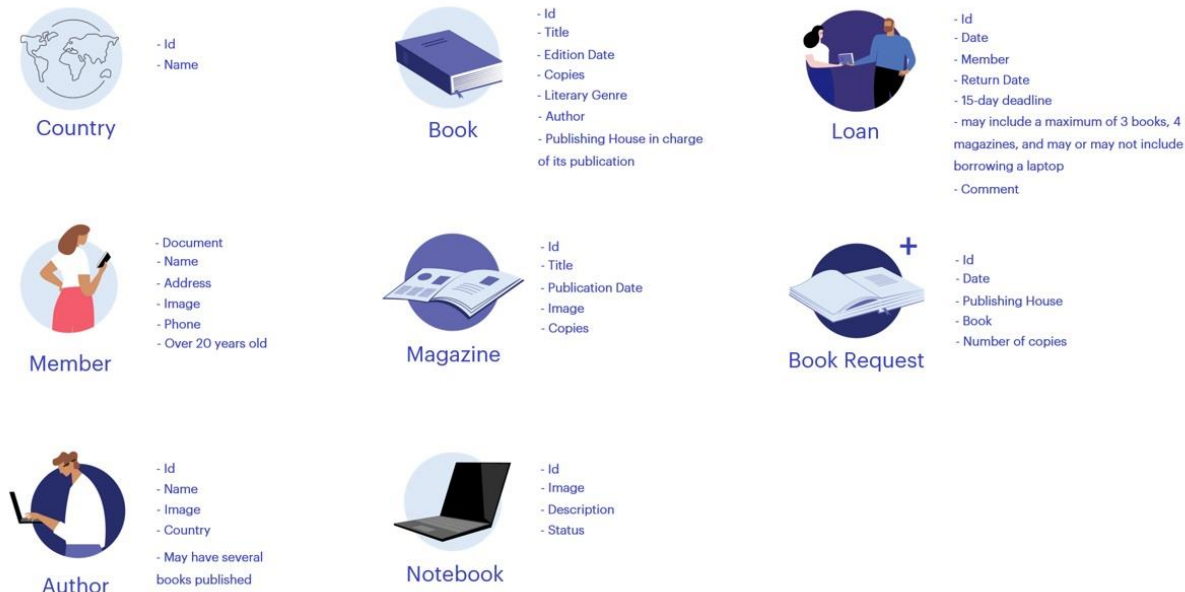 Country
- Id
- Name
Book
- Id
- Title
- Edition Date
- Copies
- Literary Genre
- Author
- Publishing House in charge
of its publication
Loan
- Id
- Date
- Member
- Return Date
- 15-day deadline
- may include a maximum of 3 books, 4
magazines, and may or may not include
borrowing a laptop
- Comment
Member
- Document
- Name
- Address
- Image
- Phone
- Over 20 years old
Magazine
- Id
- Title
- Publication Date
- Image
- Copies
+
Book Request
- Id
- Date
- Publishing House
- Book
- Number of copies
Author
- Id
- Name
- Image
- Country
- May have several
books published
Notebook
- Id
- Image
- Description
- Status